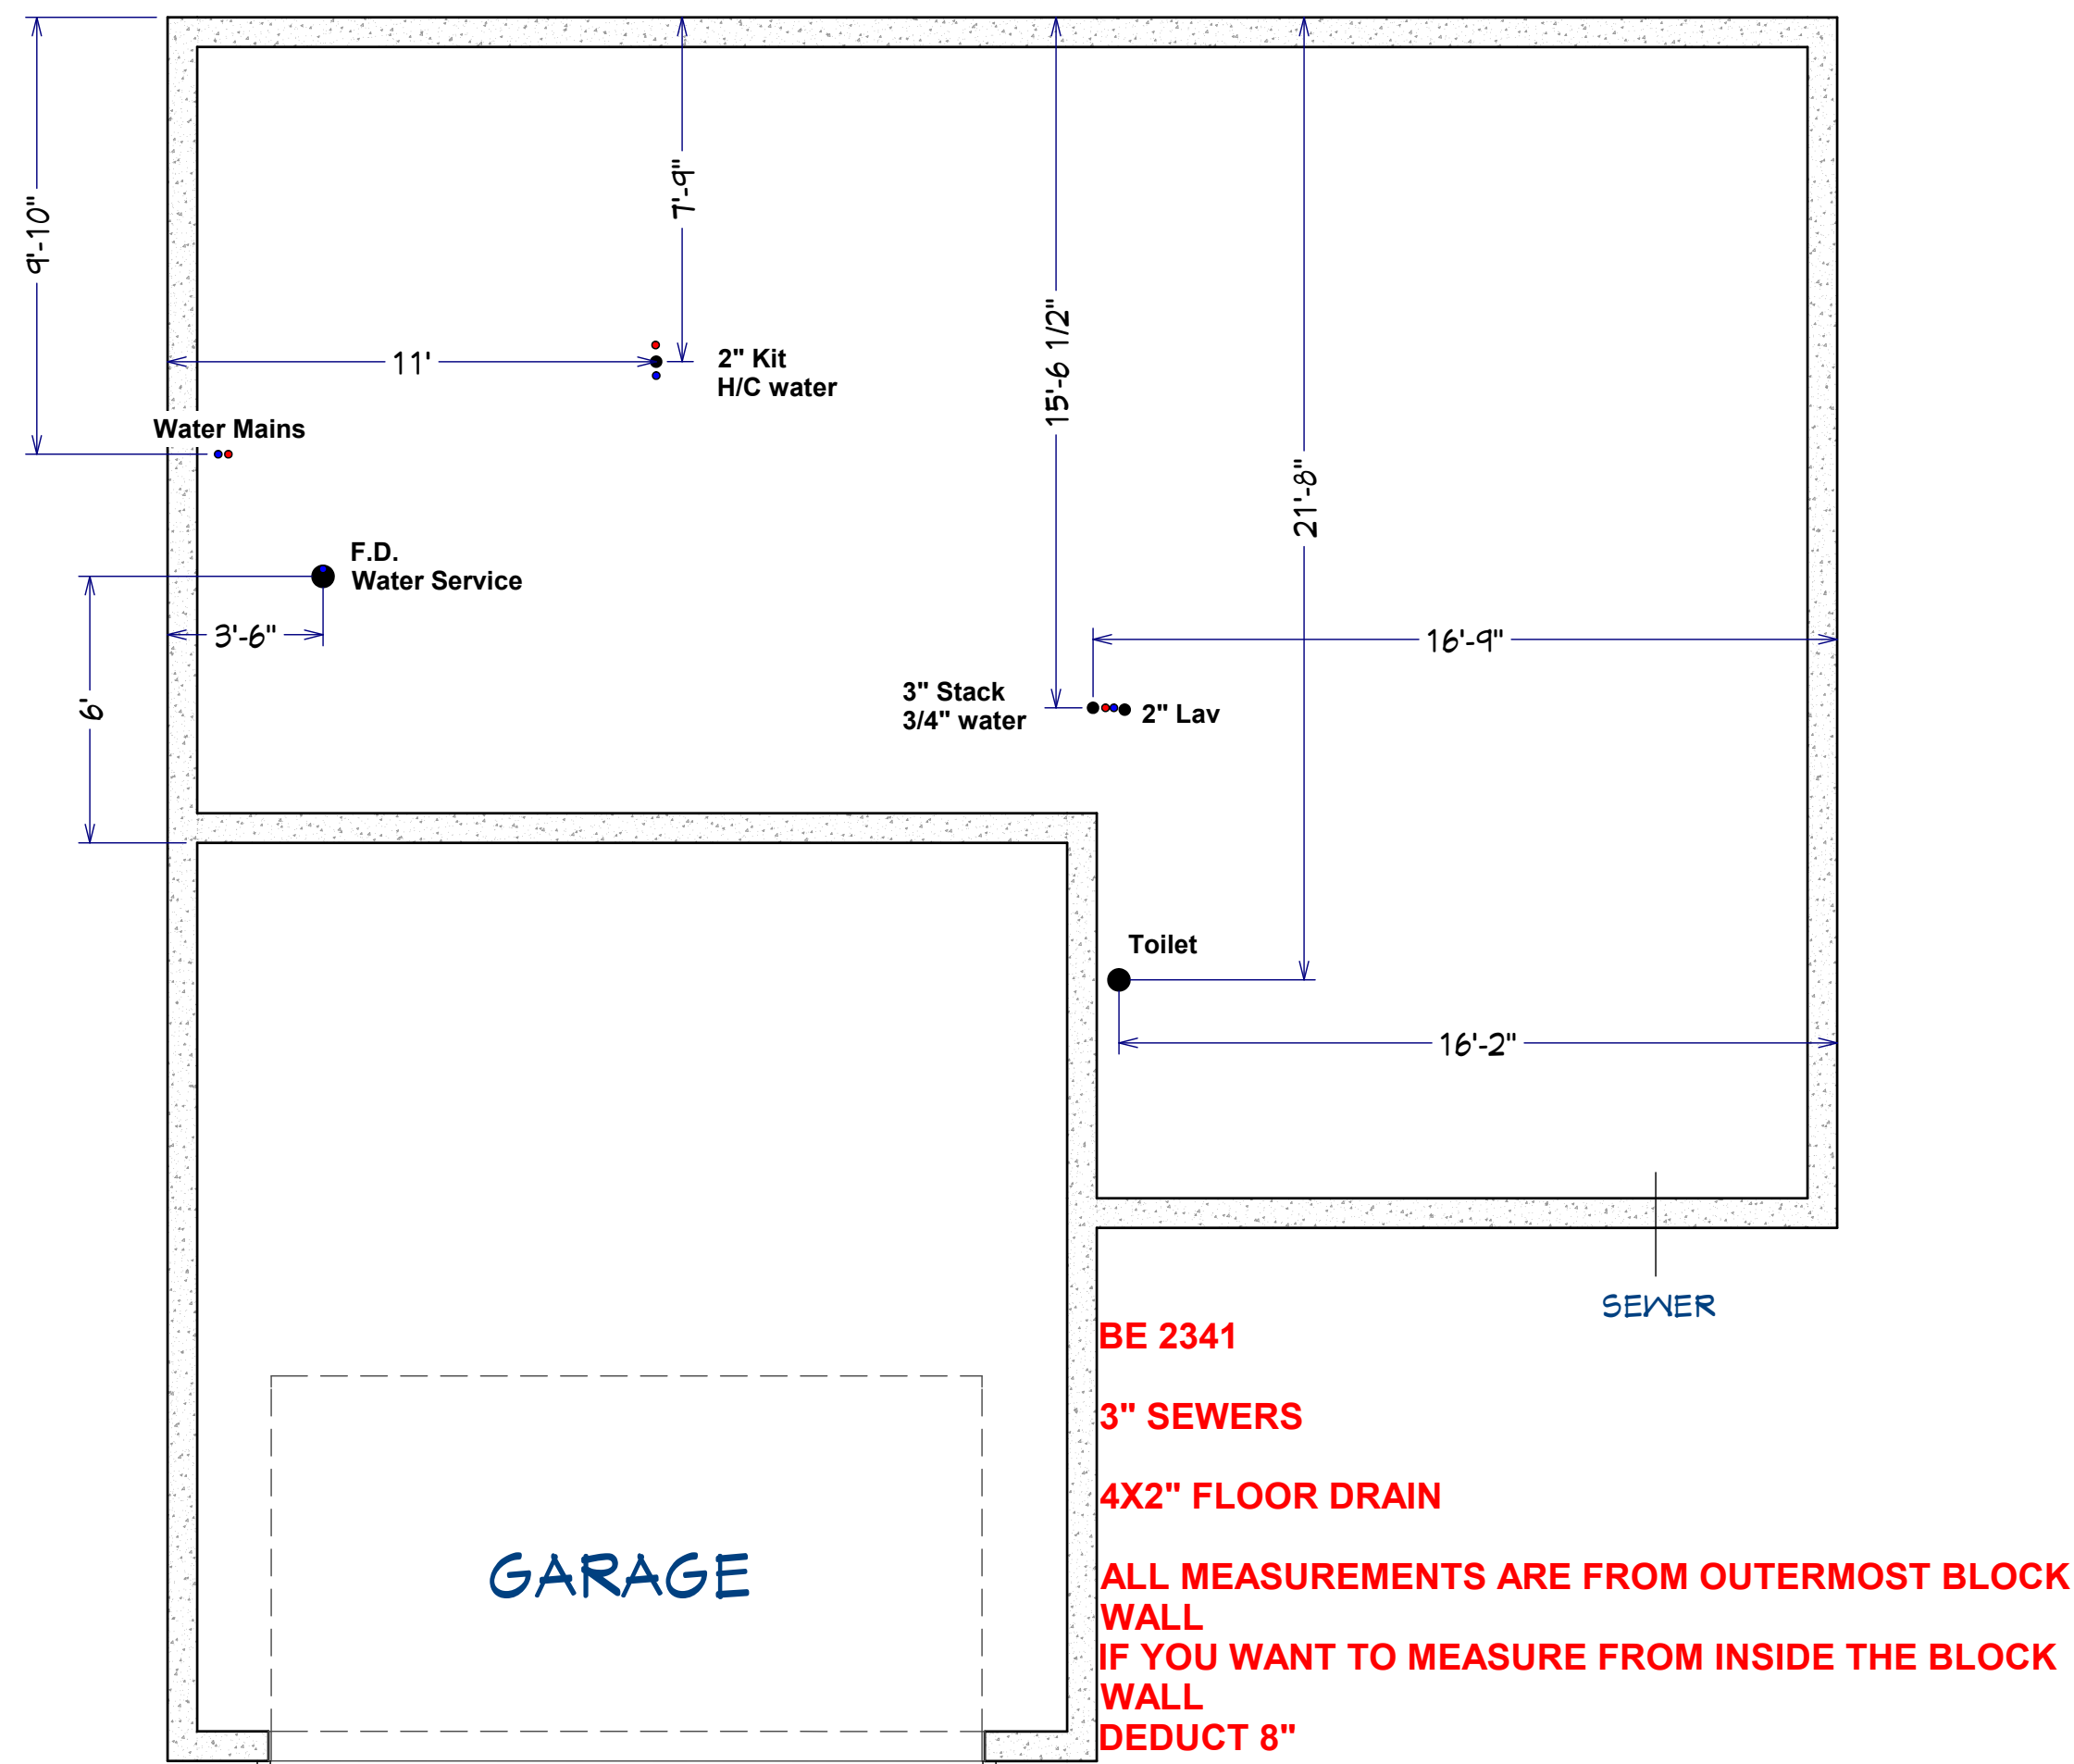 9'-10"
7'-9"
15'-6 1/2"
21'-8"
11'
2" Kit
H/C water
Water Mains
F.D.
Water Service
3'-6"
6'
16'-9"
3" Stack
3/4" water
2" Lav
Toilet
16'-2"
SEWER
BE 2341
3" SEWERS
4X2" FLOOR DRAIN
GARAGE
ALL MEASUREMENTS ARE FROM OUTERMOST BLOCK
WALL
IF YOU WANT TO MEASURE FROM INSIDE THE BLOCK
WALL
DEDUCT 8"